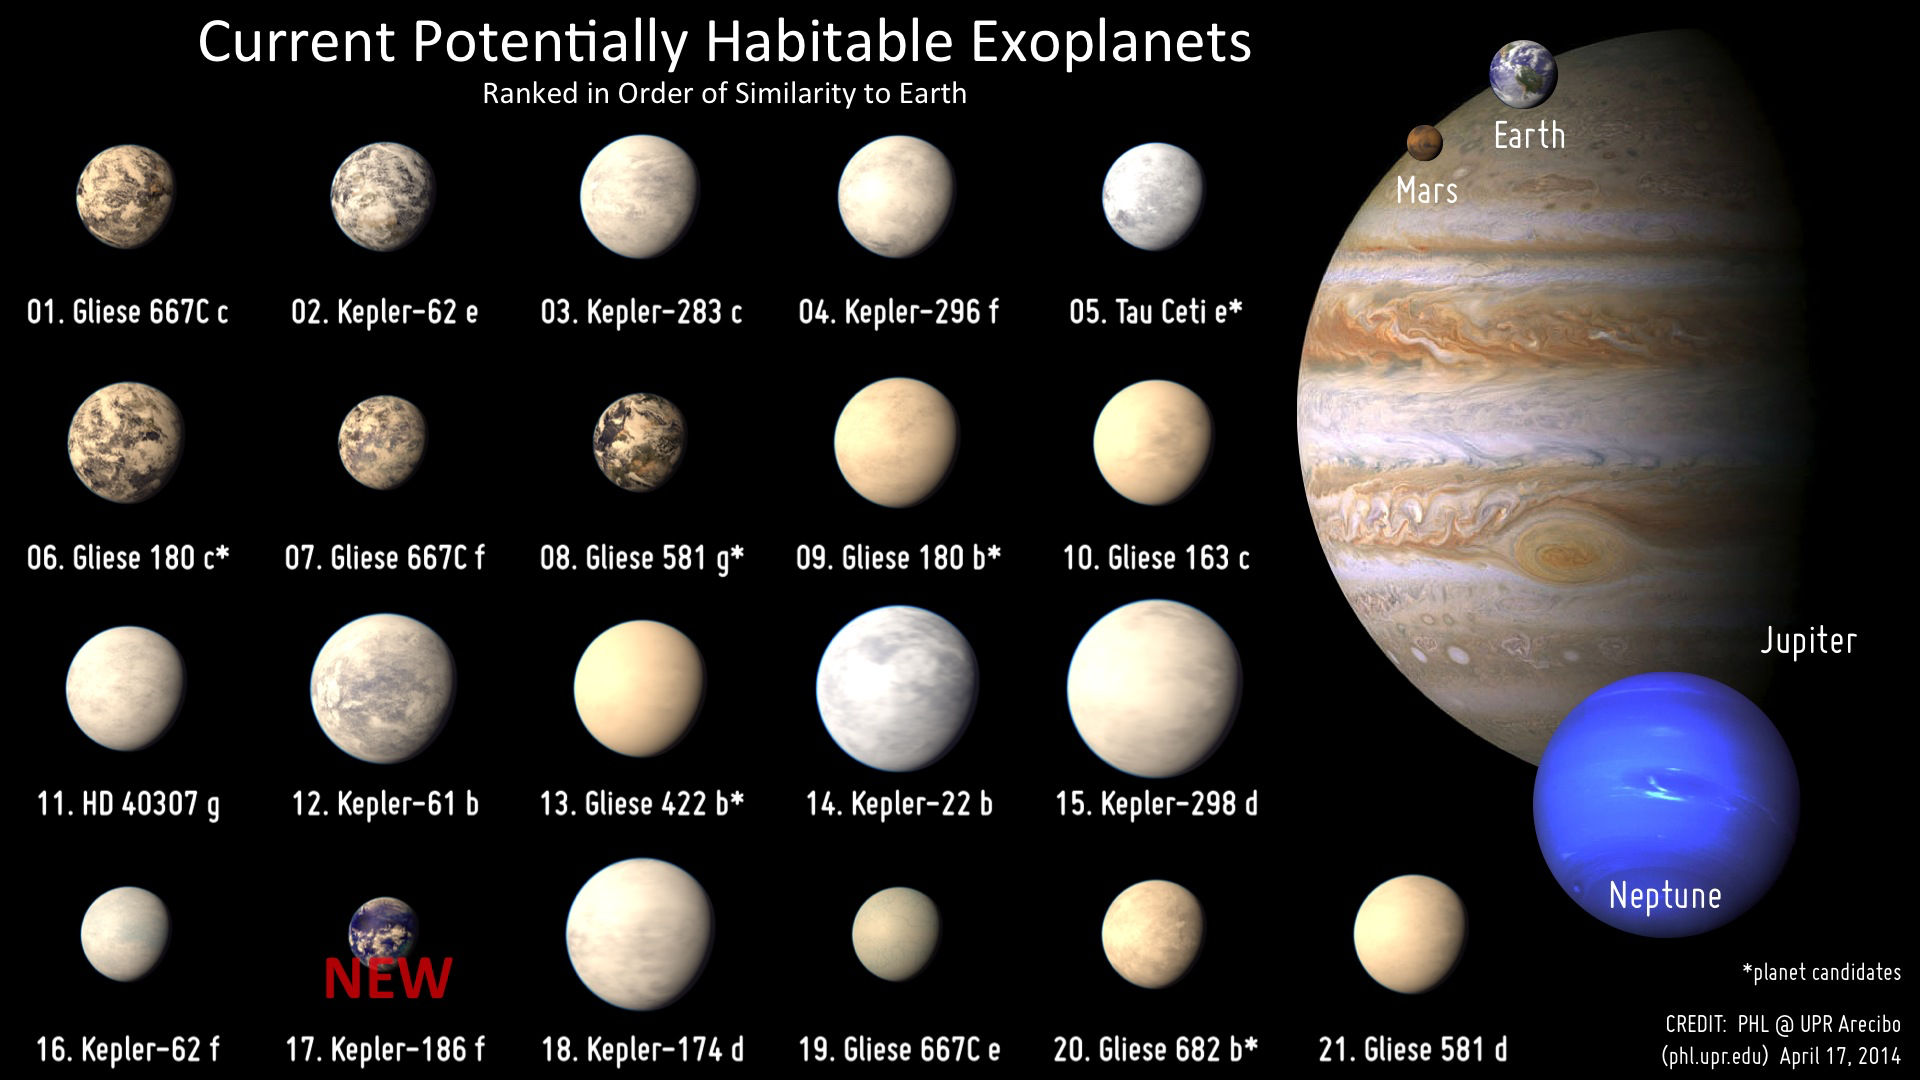 Current Potentially Habitable Exoplanets
Ranked in Order of Similarity to Earth
Earth
Mars
01. Gliese 667C c
02. Kepler-62 e
03. Kepler-283 c
04. Kepler-296 f
05. Tau Ceti e*
06. Gliese 180 c*
07. Gliese 667C f
08. Gliese 581 g*
09. Gliese 180 b*
10. Gliese 163 c
Jupiter
11. HD 40307 g
12. Kepler-61 b
13. Gliese 422 b*
14. Kepler-22 b
15. Kepler-298 d
Neptune
NEW
16. Kepler-62 f
17. Kepler-186 f
18. Kepler-174 d
19. Gliese 667C e
20. Gliese 682 b*
21. Gliese 581 d
*planet candidates
CREDIT: PHL @ UPR Arecibo
(phl.upr.edu) April 17, 2014